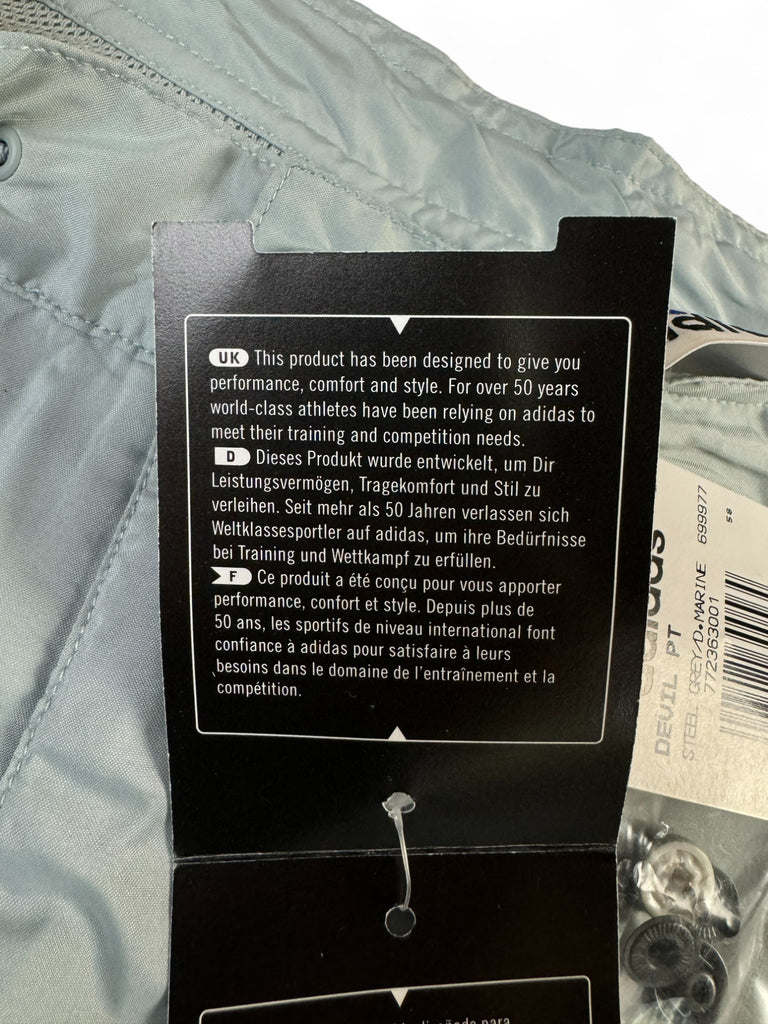 UK This product has been designed to give you
performance, comfort and style. For over 50 years
world-class athletes have been relying on adidas to
meet their training and competition needs.
D Dieses Produkt wurde entwickelt, um Dir
Leistungsvermögen, Tragekomfort und Stil zu
verleihen. Seit mehr als 50 Jahren verlassen sich
Weltklassesportler auf adidas, um ihre Bedürfnisse
bei Training und Wettkampf zu erfüllen.
F Ce produit a été conçu pour vous apporter
performance, confort et style. Depuis plus de
50 ans, les sportifs de niveau international font
confiance à adidas pour satisfaire à leurs
besoins dans le domaine de l'entraînement et la
compétition.
DEVIL PT
STEEL GREY/D.MARINE 699977
772363001
58